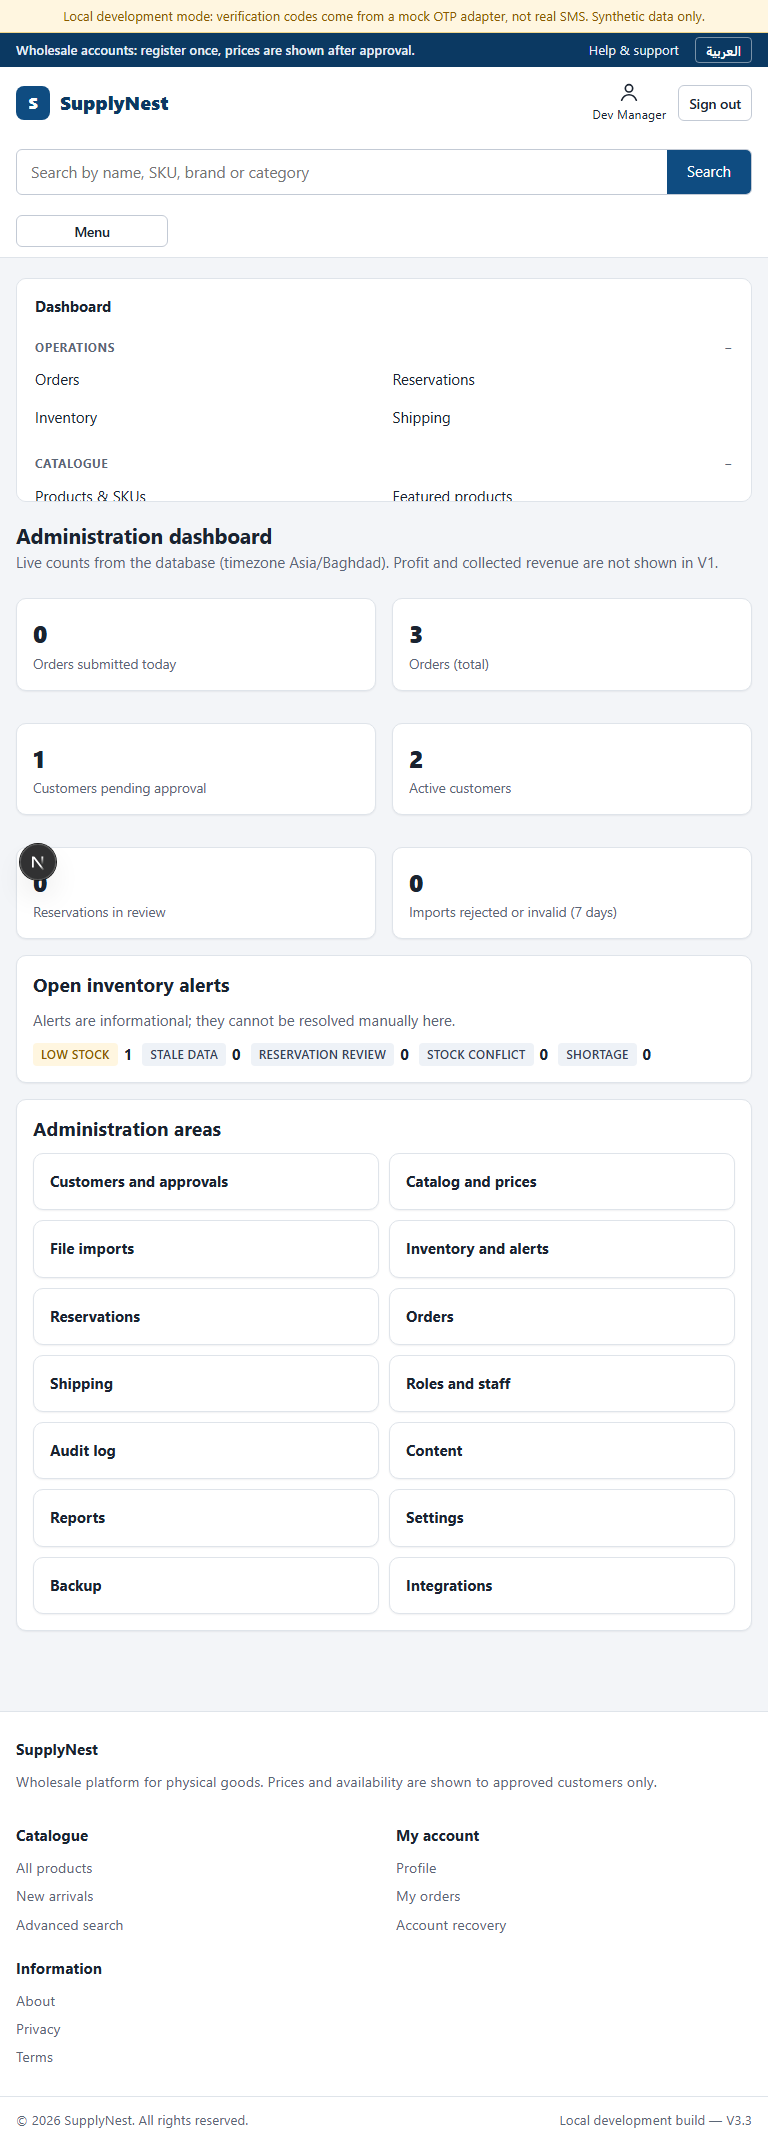 Local development mode: verification codes come from a mock OTP adapter, not real SMS. Synthetic data only.
Wholesale accounts: register once, prices are shown after approval.
Help & support
العربية
S
SupplyNest
Dev Manager
Sign out
Search by name, SKU, brand or category
Search
Menu
Dashboard
OPERATIONS –
Orders
Reservations
Inventory
Shipping
CATALOGUE –
Products & SKUs
Featured products
Administration dashboard
Live counts from the database (timezone Asia/Baghdad). Profit and collected revenue are not shown in V1.
0
Orders submitted today
3
Orders (total)
1
Customers pending approval
2
Active customers
N
0
Reservations in review
0
Imports rejected or invalid (7 days)
Open inventory alerts
Alerts are informational; they cannot be resolved manually here.
LOW STOCK 1 STALE DATA 0 RESERVATION REVIEW 0 STOCK CONFLICT 0 SHORTAGE 0
Administration areas
Customers and approvals
Catalog and prices
File imports
Inventory and alerts
Reservations
Orders
Shipping
Roles and staff
Audit log
Content
Reports
Settings
Backup
Integrations
SupplyNest
Wholesale platform for physical goods. Prices and availability are shown to approved customers only.
Catalogue
All products
New arrivals
Advanced search
My account
Profile
My orders
Account recovery
Information
About
Privacy
Terms
© 2026 SupplyNest. All rights reserved.
Local development build — V3.3